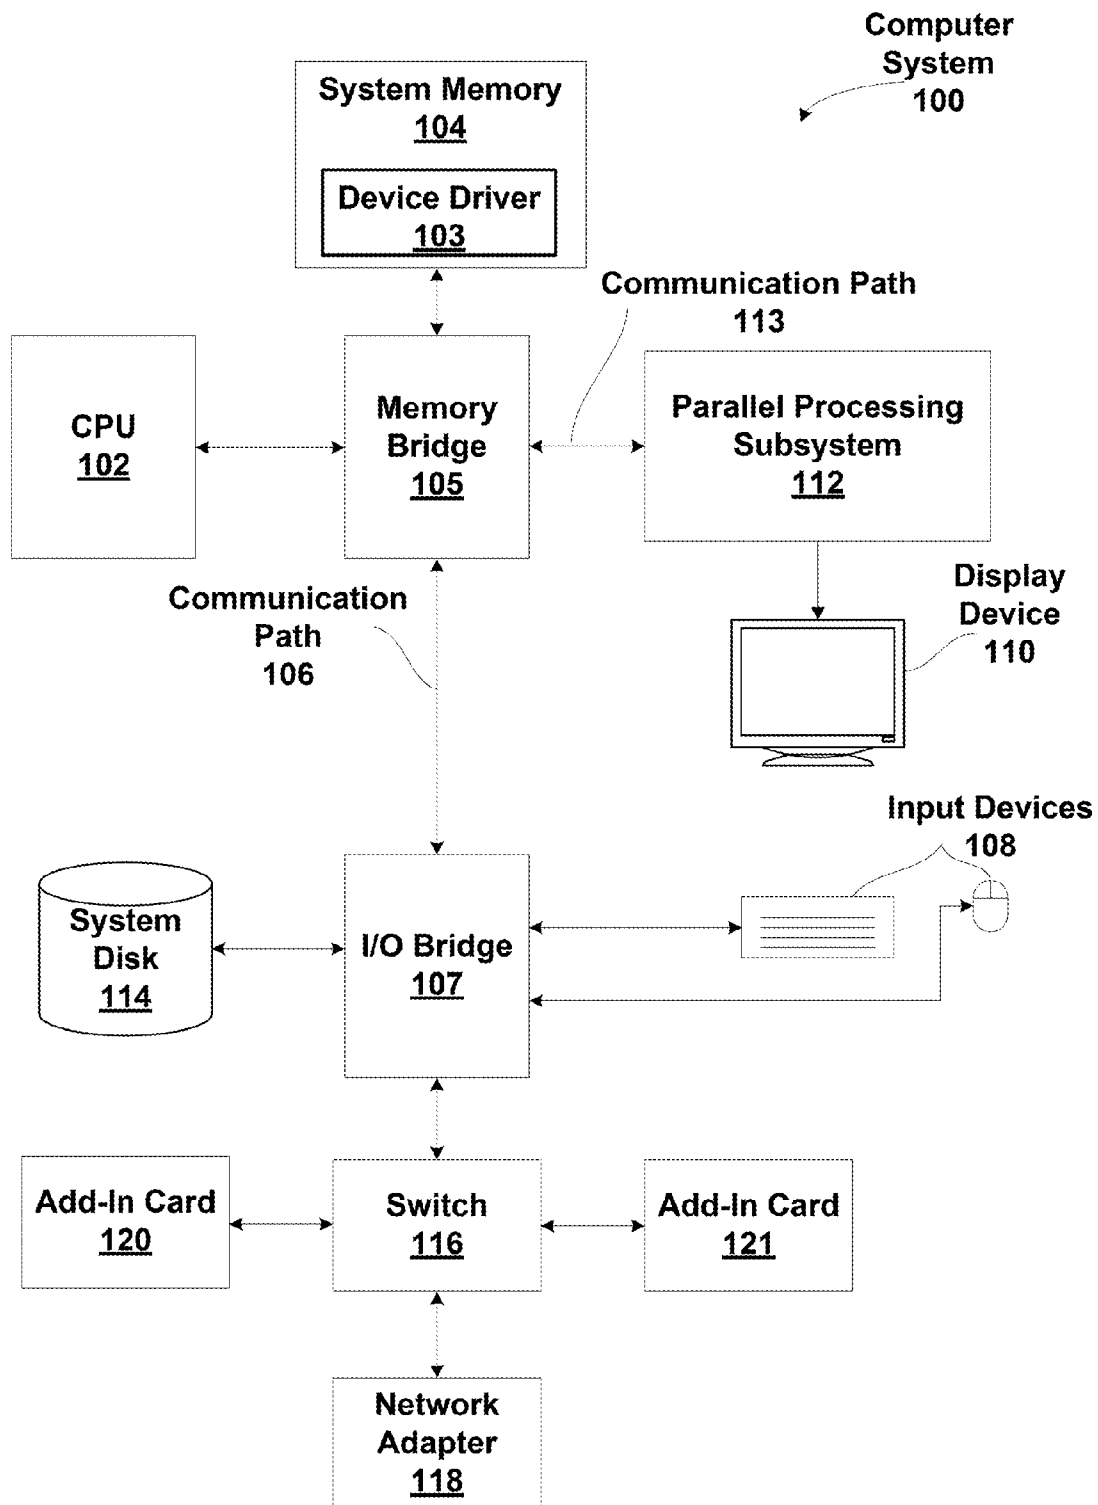 Computer
System
100
System Memory
104
Device Driver
103
Communication Path
113
CPU
102
Memory
Bridge
105
Parallel Processing
Subsystem
112
Communication
Path
106
Display
Device
110
Input Devices
108
System
Disk
114
I/O Bridge
107
Add-In Card
120
Switch
116
Add-In Card
121
Network
Adapter
118